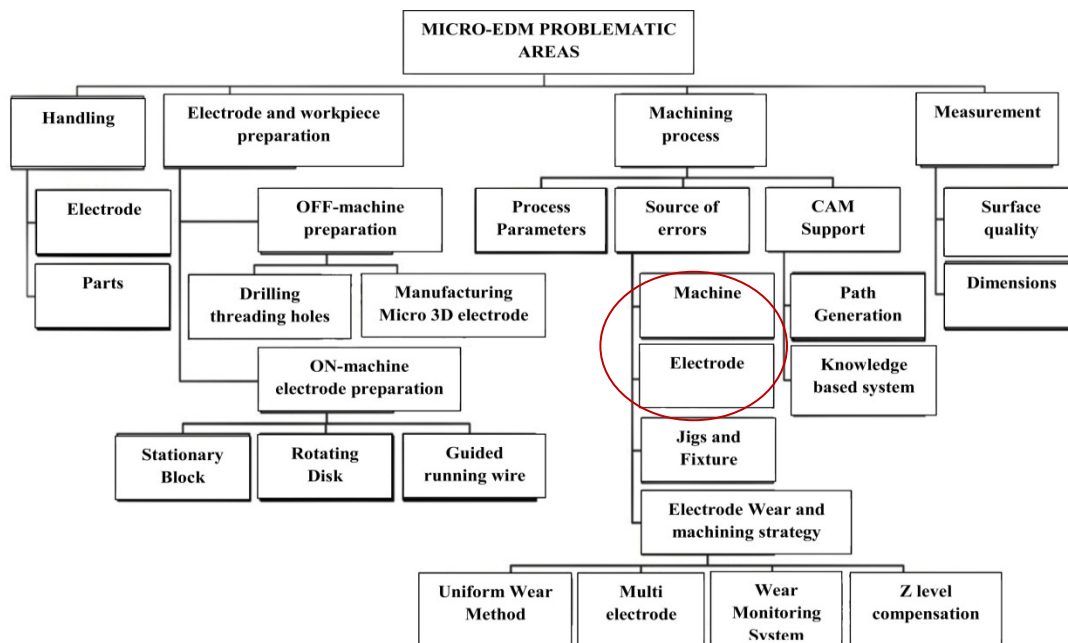 MICRO-EDM PROBLEMATIC
AREAS
Handling
Electrode and workpiece
preparation
Machining
process
Measurement
Electrode
Parts
OFF-machine
preparation
Drilling
threading holes
Manufacturing
Micro 3D electrode
ON-machine
electrode preparation
Stationary
Block
Rotating
Disk
Guided
running wire
Process
Parameters
Source of
errors
CAM
Support
Machine
Electrode
Jigs and
Fixture
Electrode Wear and
machining strategy
Uniform Wear
Method
Multi
electrode
Wear
Monitoring
System
Z level
compensation
Path
Generation
Knowledge
based system
Surface
quality
Dimensions